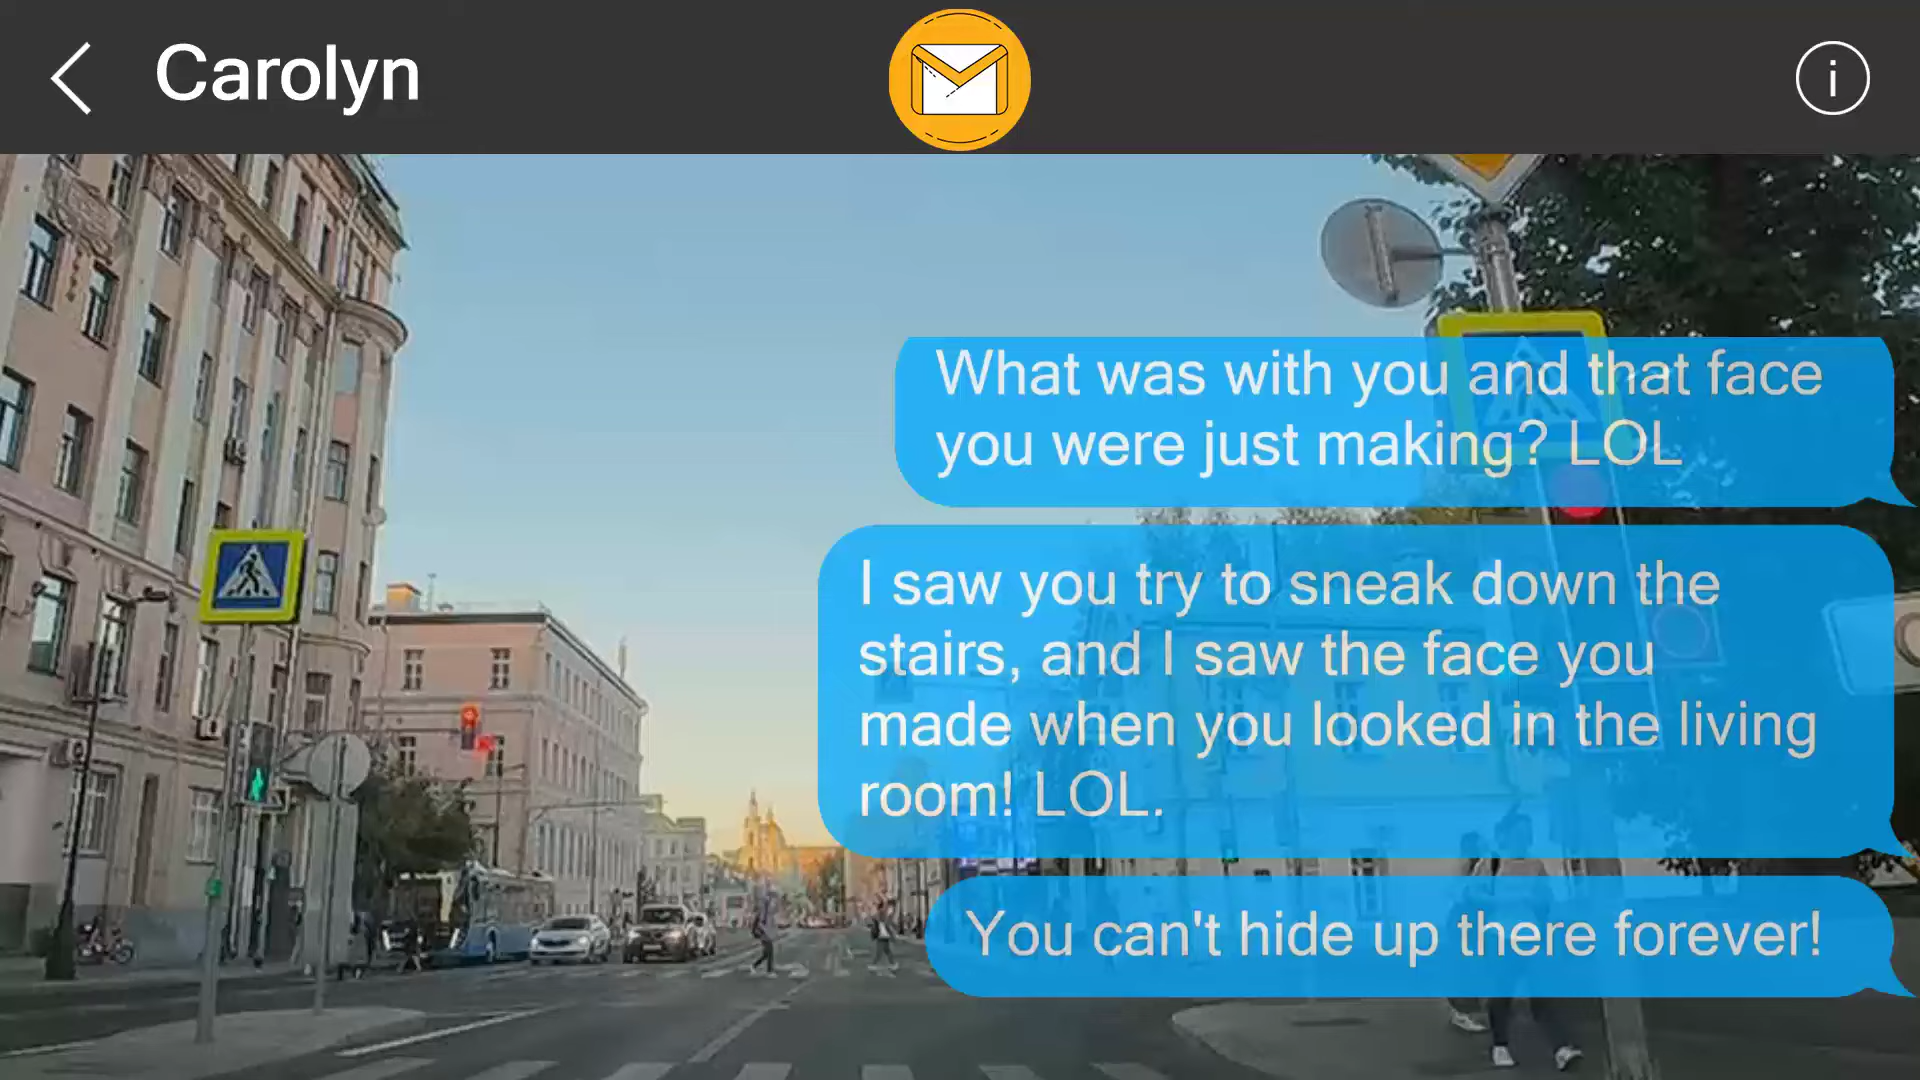 Carolyn
What was with you and that face
you were just making? LOL
I saw you try to sneak down the
stairs, and I saw the face you
made when you looked in the living
room! LOL.
You can't hide up there forever!